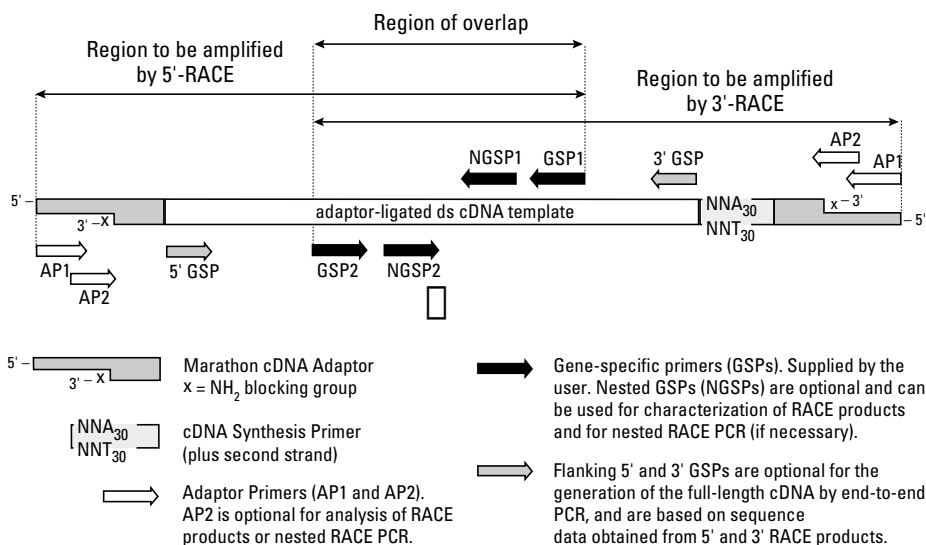 Region of overlap
Region to be amplified
by 5'-RACE
Region to be amplified
by 3'-RACE
NGSP1 GSP1 3' GSP AP2
AP1
5' –
3' – X
adaptor-ligated ds cDNA template
NNA30
NNT30
x – 3'
– 5'
AP1
AP2
5' GSP
GSP2 NGSP2
5' –
3' – X
Marathon cDNA Adaptor
x = NH2 blocking group
NNA30
NNT30
cDNA Synthesis Primer
(plus second strand)
Adaptor Primers (AP1 and AP2).
AP2 is optional for analysis of RACE
products or nested RACE PCR.
Gene-specific primers (GSPs). Supplied by the
user. Nested GSPs (NGSPs) are optional and can
be used for characterization of RACE products
and for nested RACE PCR (if necessary).
Flanking 5' and 3' GSPs are optional for the
generation of the full-length cDNA by end-to-end
PCR, and are based on sequence
data obtained from 5' and 3' RACE products.